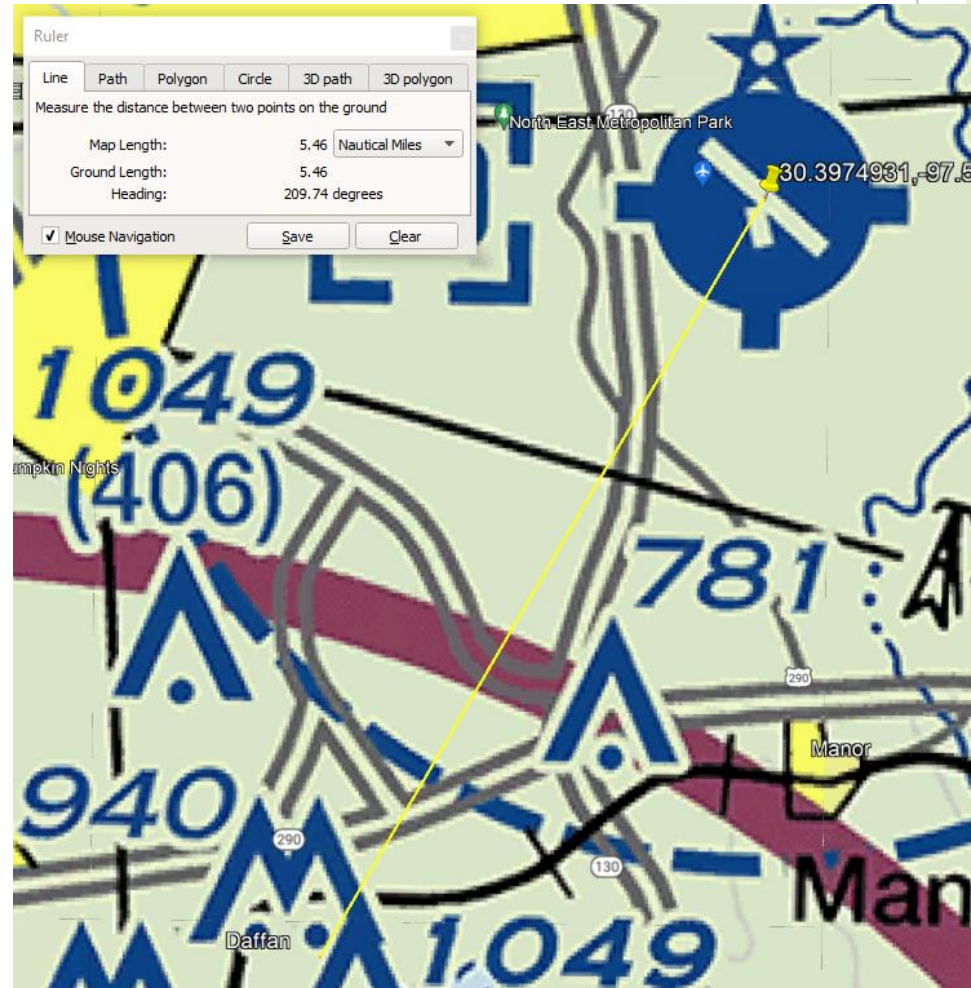 Ruler
Line Path Polygon Circle 3D path 3D polygon
Measure the distance between two points on the ground
Map Length: 5.46 Nautical Miles
Ground Length: 5.46
Heading: 209.74 degrees
Mouse Navigation Save Clear
130
North East Metropolitan Park
30.3974931,-97.5
1049
umpkin Nights
(406)
781
290
Manor
940
290
130
Man
Daffan
1049